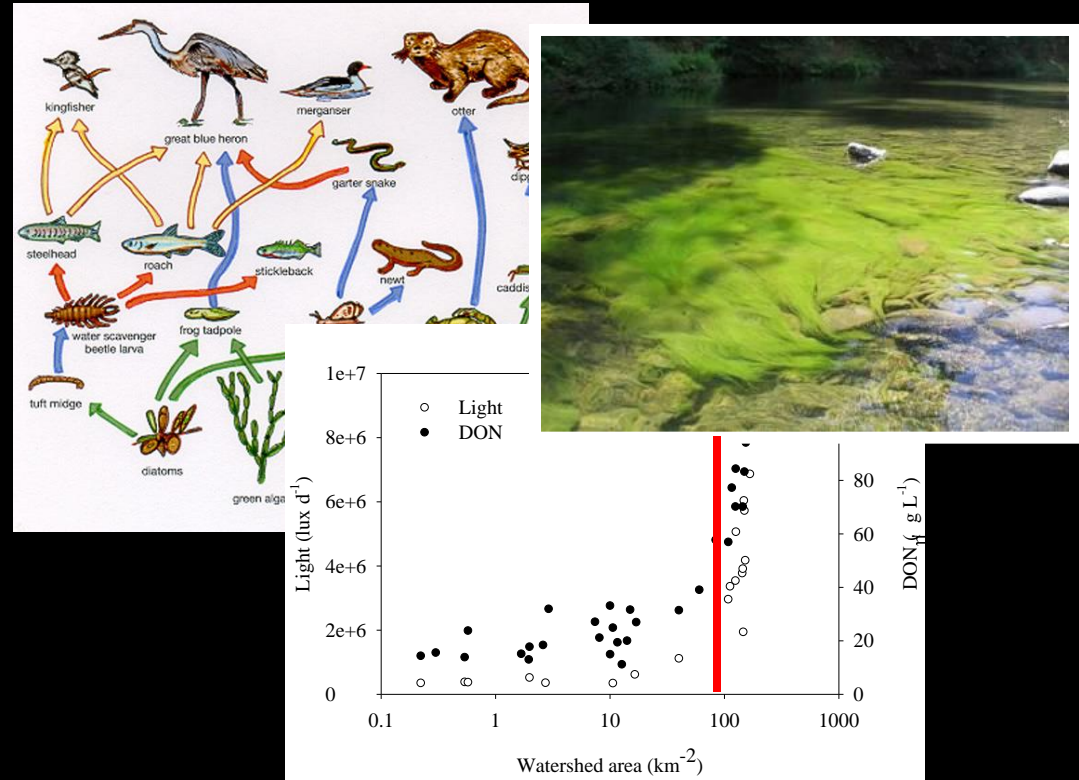 kingfisher
great blue heron
merganser
otter
garter snake
steelhead
roach
stickleback
newt
water scavenger
beetle larva
frog tadpole
tuft midge
diatoms
1e+7
8e+6
6e+6
4e+6
2e+6
0
Light (lux d⁻¹)
Light
DON
80
60
40
20
0
g L⁻¹)
0.1
1
10
100
1000
Watershed area (km⁻²)
green
DON